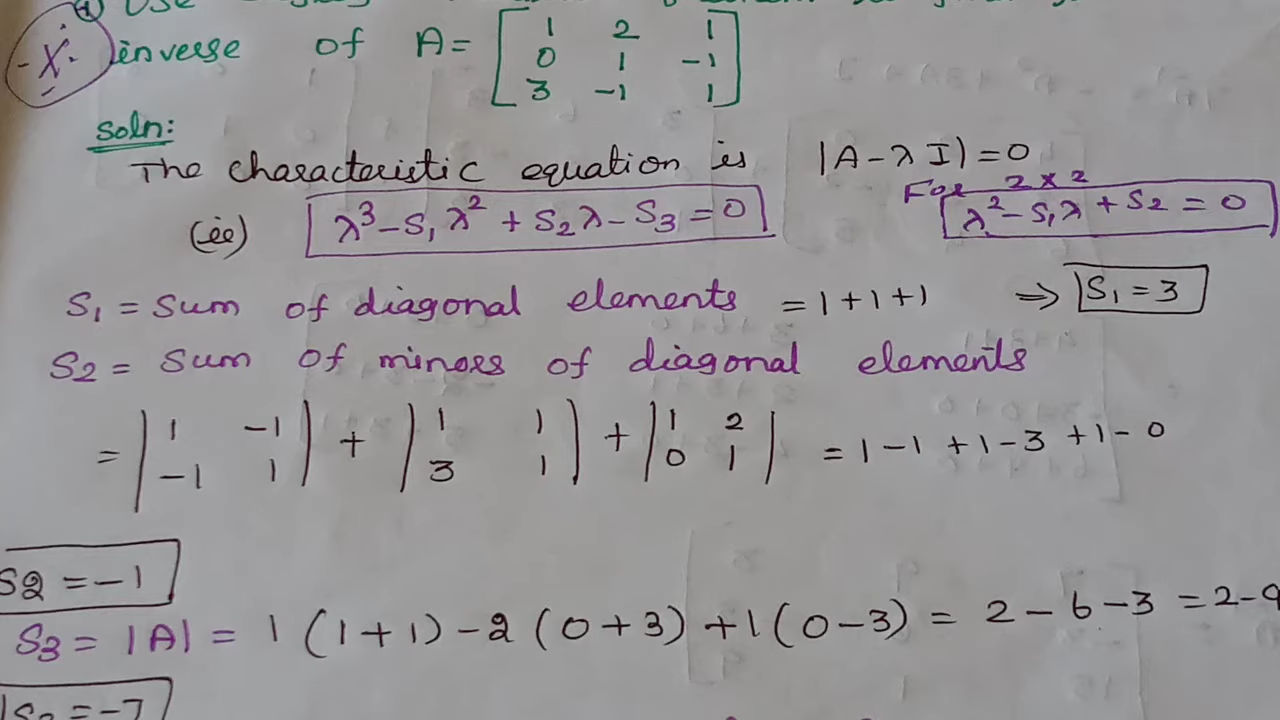 inverse of A = [ 1 2 1
0 1 -1
3 -1 1 ]
Soln:
The characteristic equation is |A-λI|=0
For 2x2
(ie) λ³-S₁λ²+S₂λ-S₃=0 λ²-S₁λ+S₂=0
S₁ = Sum of diagonal elements = 1+1+1 ⇒ S₁=3
S₂ = Sum of minors of diagonal elements
= | 1 -1 | + | 1 1 | + | 1 2 | = 1-1+1-3+1-0
| -1 1 | | 3 1 | | 0 1 |
S2 = -1
S₃ = |A| = 1(1+1)-2(0+3)+1(0-3) = 2-6-3 = 2-9
=-7